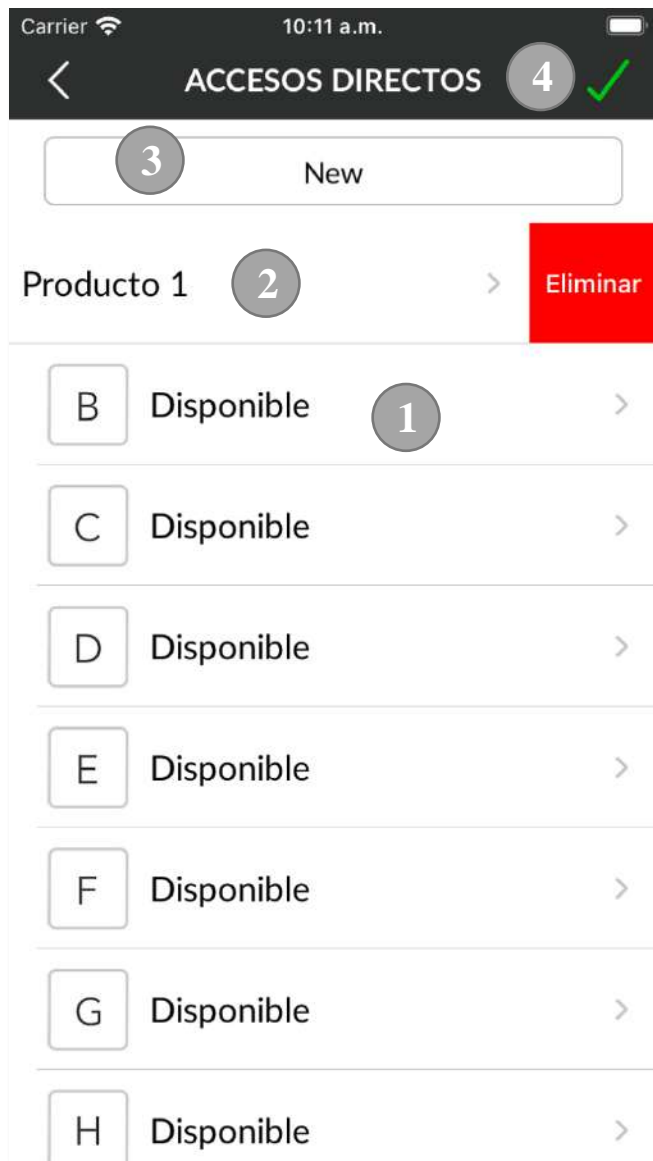 Carrier 10:11 a.m.
ACCESOS DIRECTOS 4
3 New
Producto 1 2 Eliminar
B Disponible 1
C Disponible
D Disponible
E Disponible
F Disponible
G Disponible
H Disponible